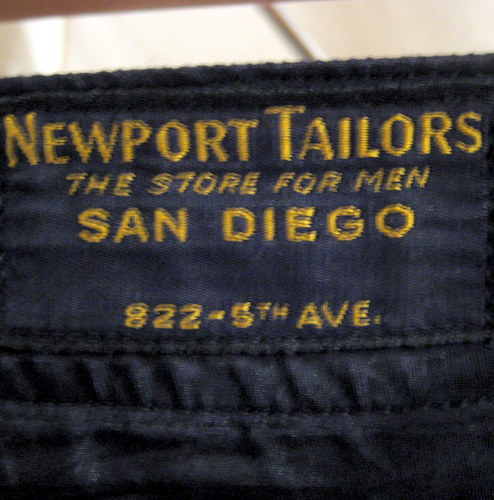 NEWPORT TAILORS
THE STORE FOR MEN
SAN DIEGO
822-5TH AVE.